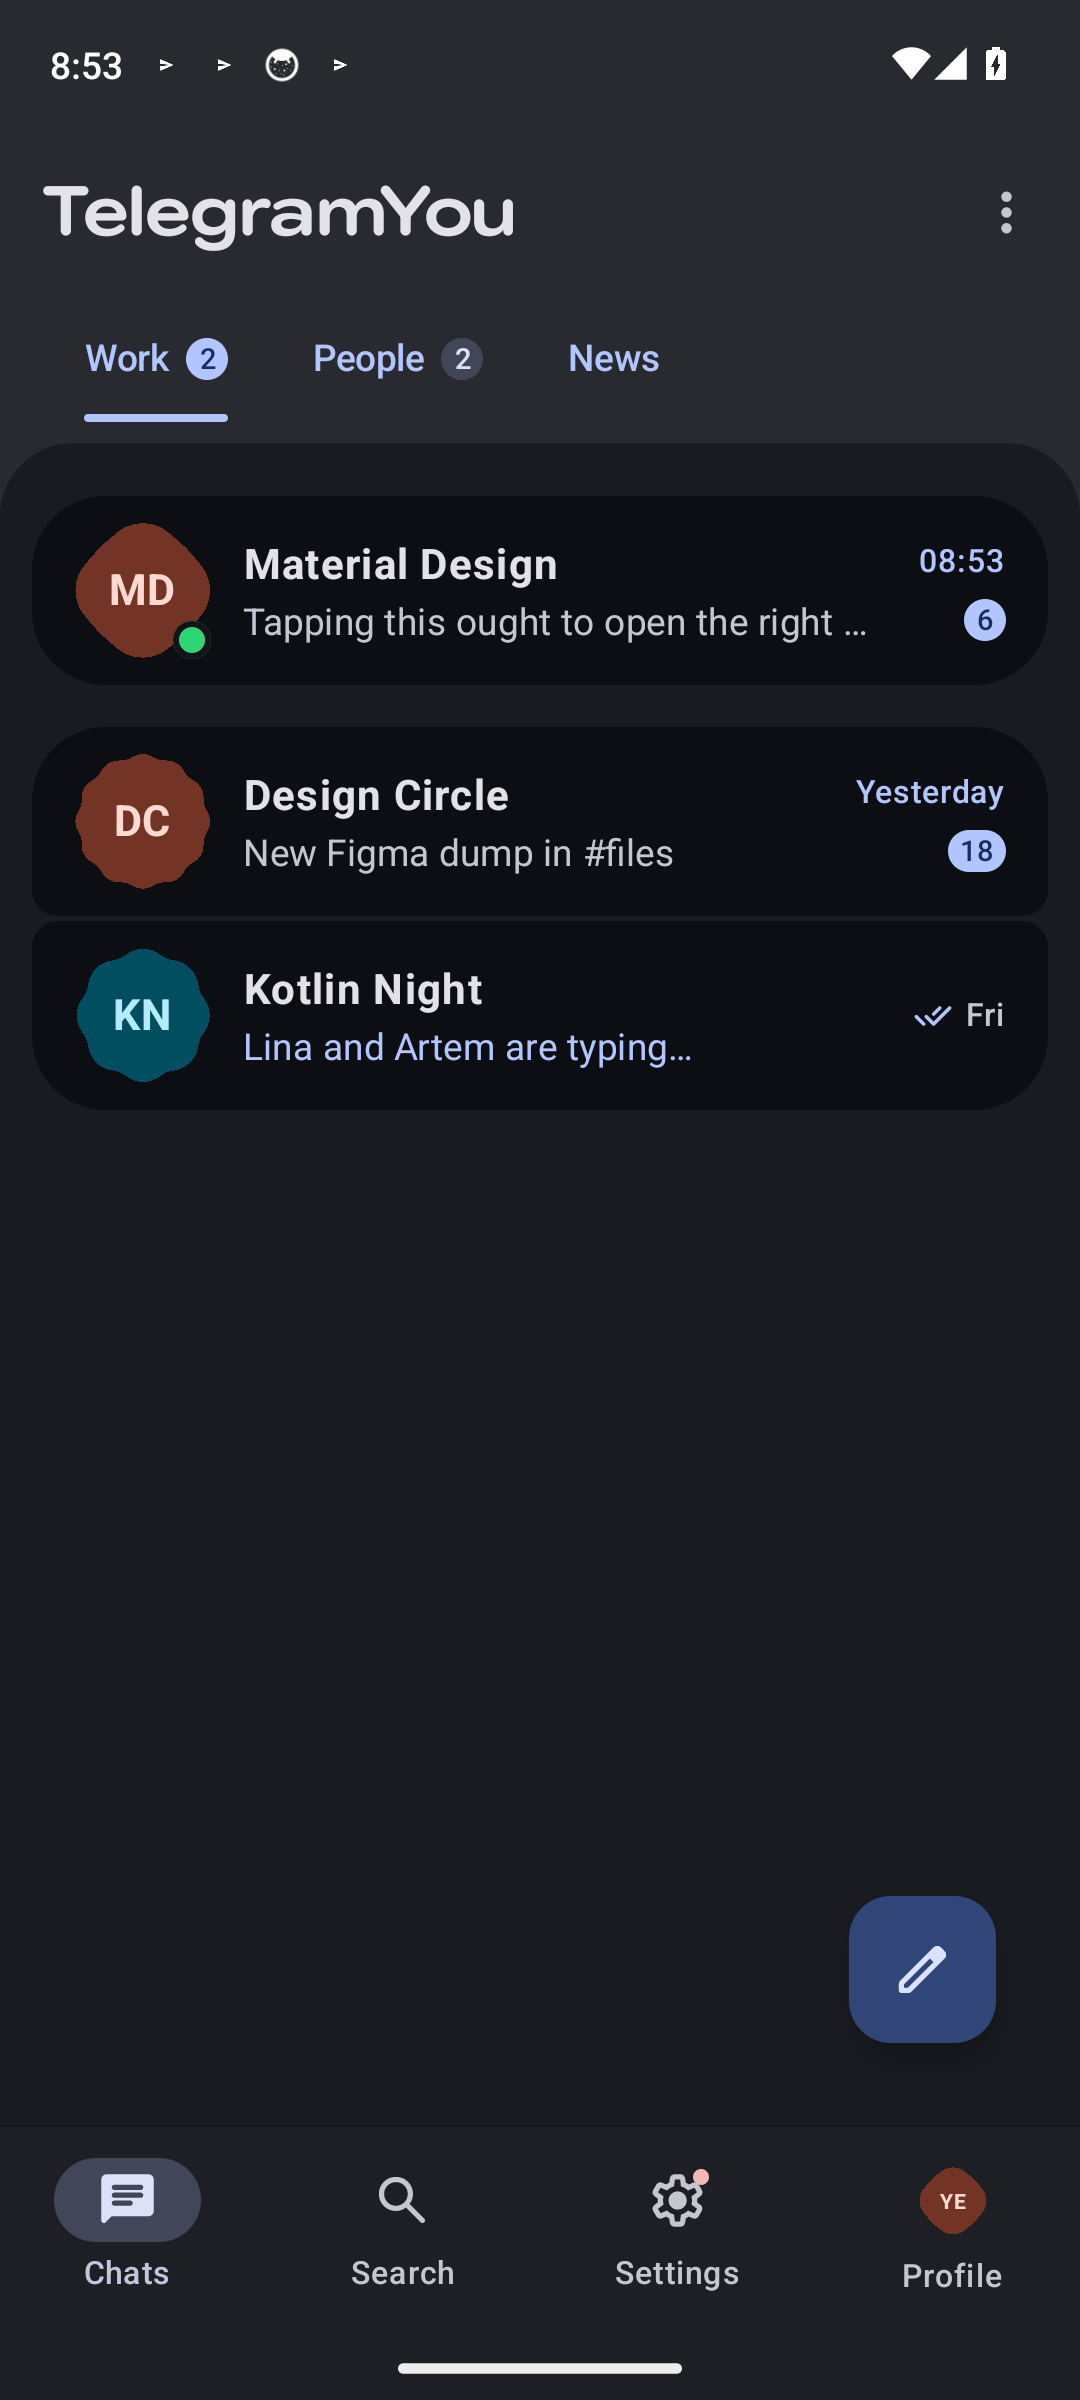 8:53
TelegramYou
Work 2 People 2 News
MD Material Design 08:53
Tapping this ought to open the right … 6
DC Design Circle Yesterday
New Figma dump in #files 18
KN Kotlin Night Fri
Lina and Artem are typing…
YE
Chats Search Settings Profile